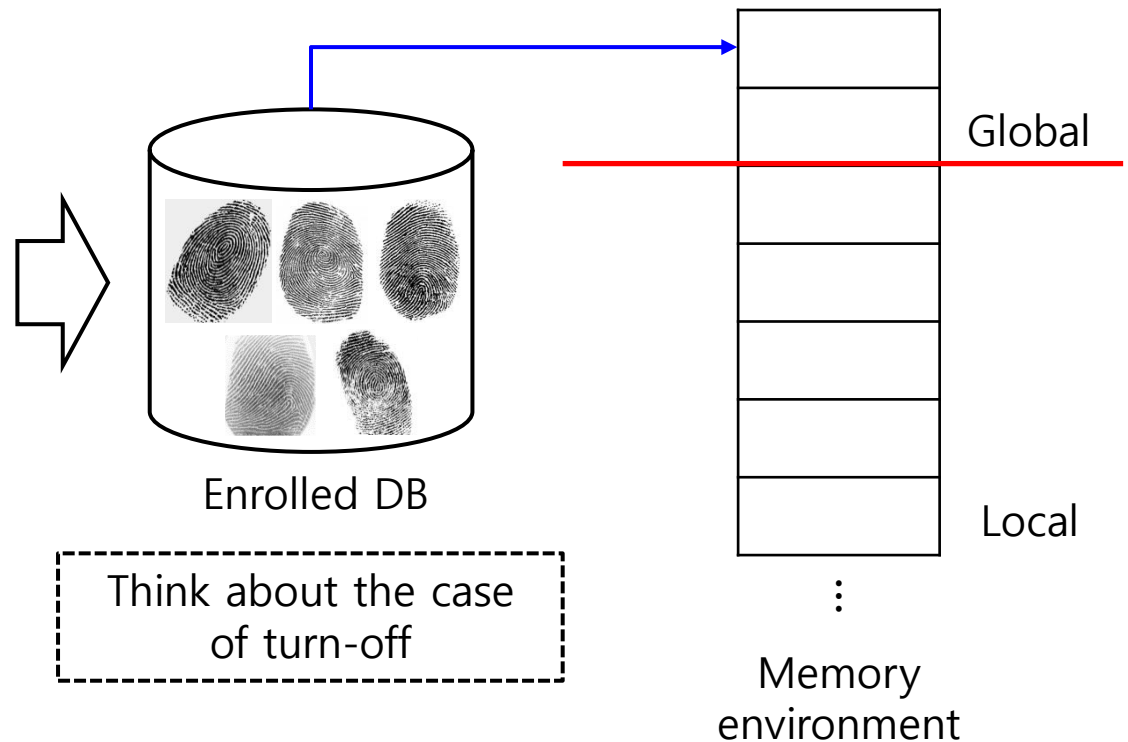 Global
Enrolled DB
Local
Think about the case
of turn-off
⋮
Memory
environment